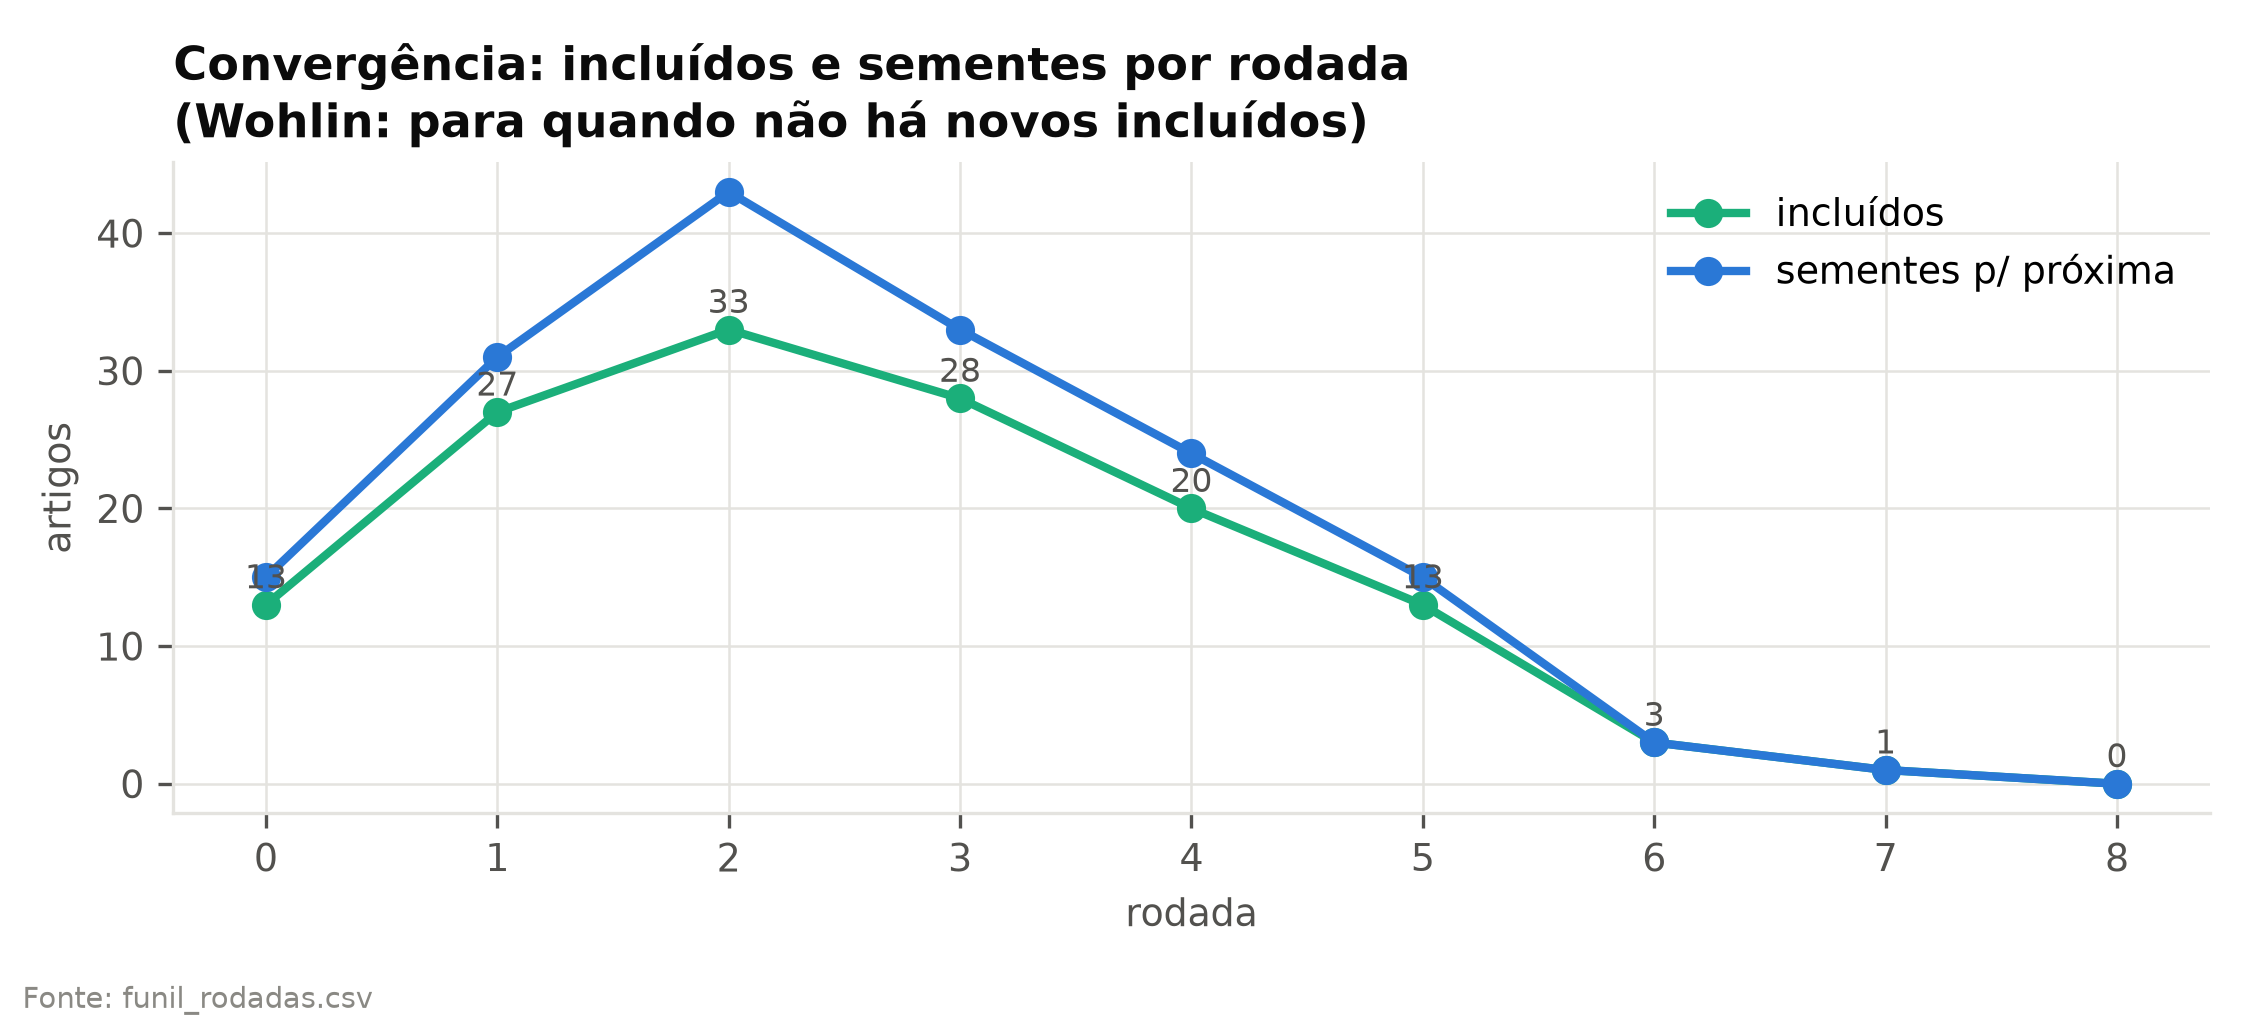 Convergência: incluídos e sementes por rodada
(Wohlin: para quando não há novos incluídos)
incluídos
sementes p/ próxima
artigos
40
30
20
10
0
13
27
33
28
20
13
3
1
0
0 1 2 3 4 5 6 7 8
rodada
Fonte: funil_rodadas.csv